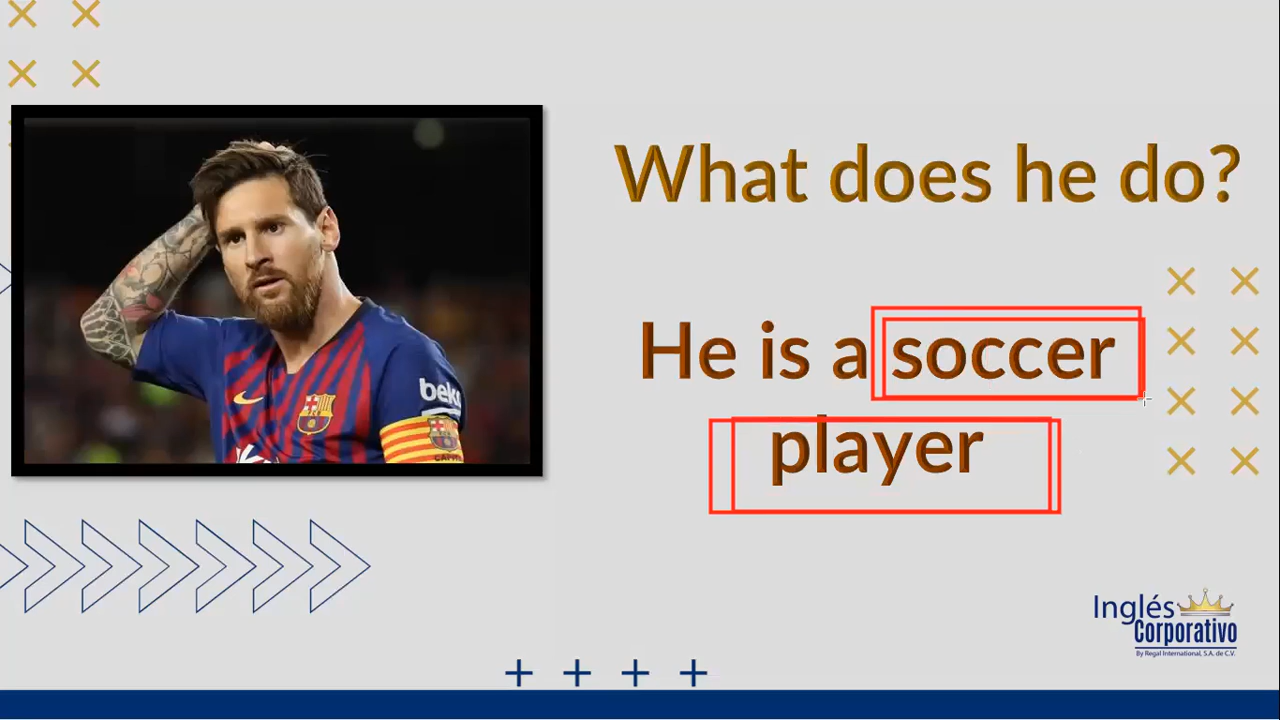 What does he do?
He is a soccer
player
beko
Inglés
Corporativo
By Regal International, S.A. de C.V.